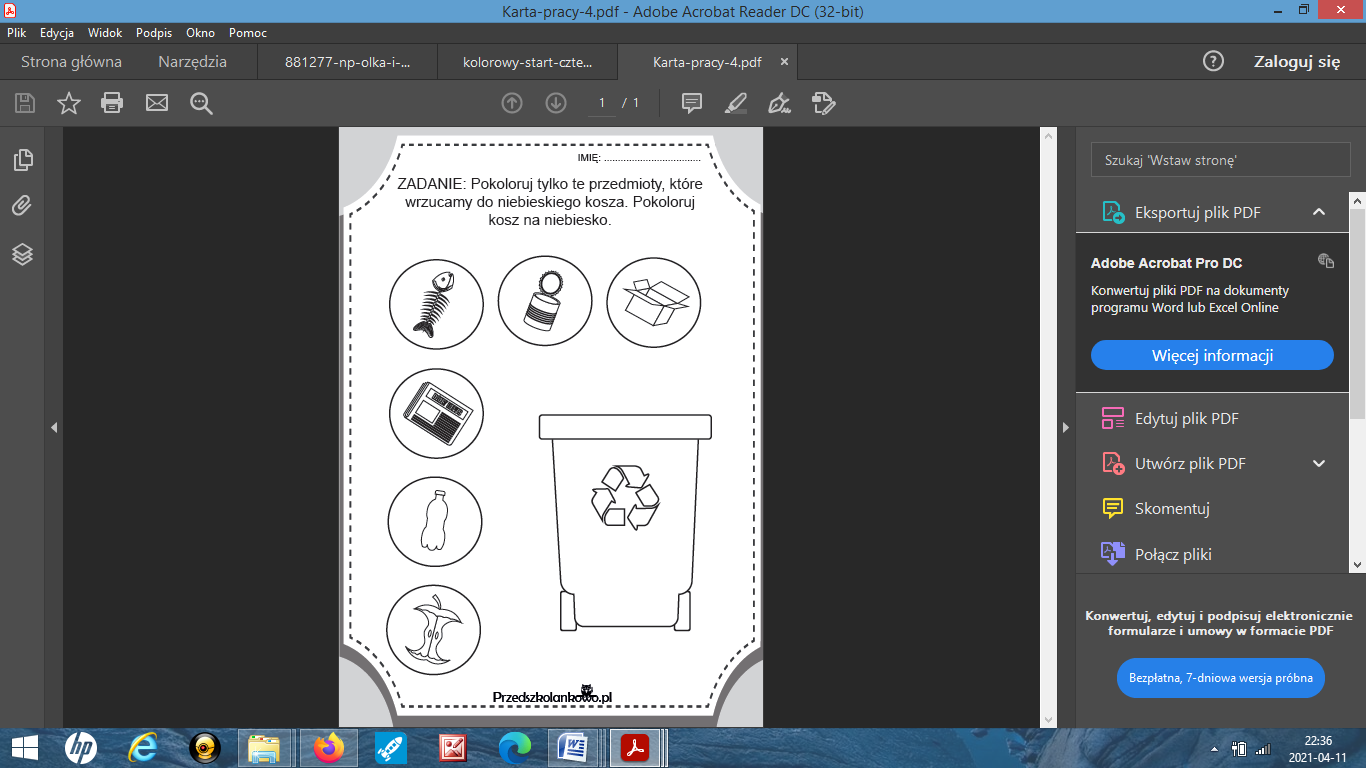 Karta-pracy-4.pdf - Adobe Acrobat Reader DC (32-bit)
Plik Edycja Widok Podpis Okno Pomoc
Strona główna Narzędzia 881277-np-olka-i-... kolorowy-start-czte... Karta-pracy-4.pdf × ? Zaloguj się
1 / 1
IMIĘ: ..................................
ZADANIE: Pokoloruj tylko te przedmioty, które
wrzucamy do niebieskiego kosza. Pokoloruj
kosz na niebiesko.
Przedszkolankowo.pl
Szukaj 'Wstaw stronę'
Eksportuj plik PDF
Adobe Acrobat Pro DC
Konwertuj pliki PDF na dokumenty
programu Word lub Excel Online
Więcej informacji
Edytuj plik PDF
Utwórz plik PDF
Skomentuj
Połącz pliki
Konwertuj, edytuj i podpisuj elektronicznie
formularze i umowy w formacie PDF
Bezpłatna, 7-dniowa wersja próbna
hp
22:36
2021-04-11